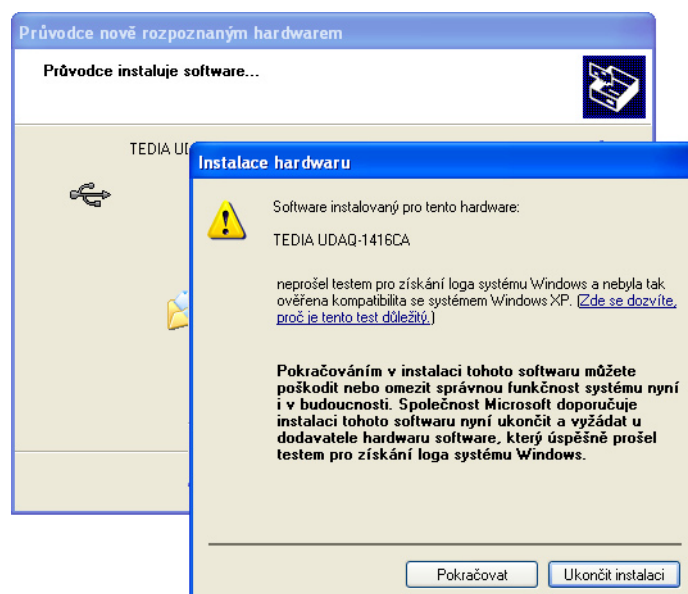 Průvodce nově rozpoznaným hardwarem
Průvodce instaluje software...
TEDIA
Instalace hardwaru
Software instalovaný pro tento hardware:
TEDIA UDAQ-1416CA
neprošel testem pro získání loga systému Windows a nebyla tak
ověřena kompatibilita se systémem Windows XP. (Zde se dozvíte,
proč je tento test důležitý.)
Pokračováním v instalaci tohoto softwaru můžete
poškodit nebo omezit správnou funkčnost systému nyní
i v budoucnosti. Společnost Microsoft doporučuje
instalaci tohoto softwaru nyní ukončit a vyžádat u
dodavatele hardwaru software, který úspěšně prošel
testem pro získání loga systému Windows.
Pokračovat
Ukončit instalaci